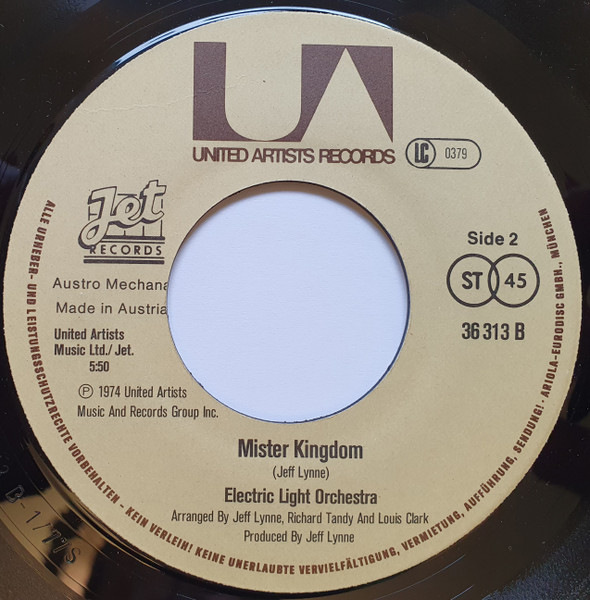 UA
UNITED ARTISTS RECORDS
LC 0379
Jet
RECORDS
Side 2
ST 45
36 313 B
Austro Mechana
Made in Austria
United Artists
Music Ltd./ Jet.
5:50
Ⓟ 1974 United Artists
Music And Records Group Inc.
Mister Kingdom
(Jeff Lynne)
Electric Light Orchestra
Arranged By Jeff Lynne, Richard Tandy And Louis Clark
Produced By Jeff Lynne
ALLE URHEBER- UND LEISTUNGSSCHUTZRECHTE VORBEHALTEN - KEIN VERLEIH! KEINE UNERLAUBTE VERVIELFÄLTIGUNG, VERMIETUNG, AUFFÜHRUNG, SENDUNG! · ARIOLA-EURODISC GMBH., MÜNCHEN